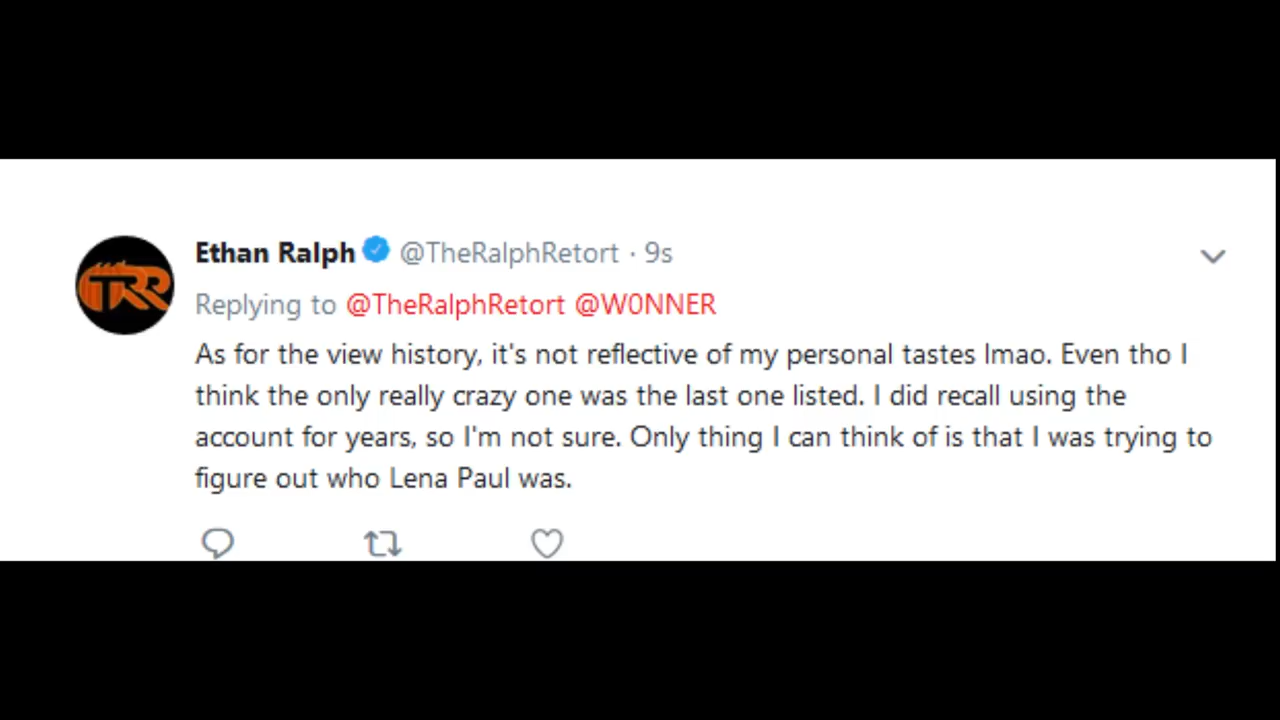 TRR
Ethan Ralph @TheRalphRetort · 9s
Replying to @TheRalphRetort @W0NNER
As for the view history, it's not reflective of my personal tastes lmao. Even tho I
think the only really crazy one was the last one listed. I did recall using the
account for years, so I'm not sure. Only thing I can think of is that I was trying to
figure out who Lena Paul was.